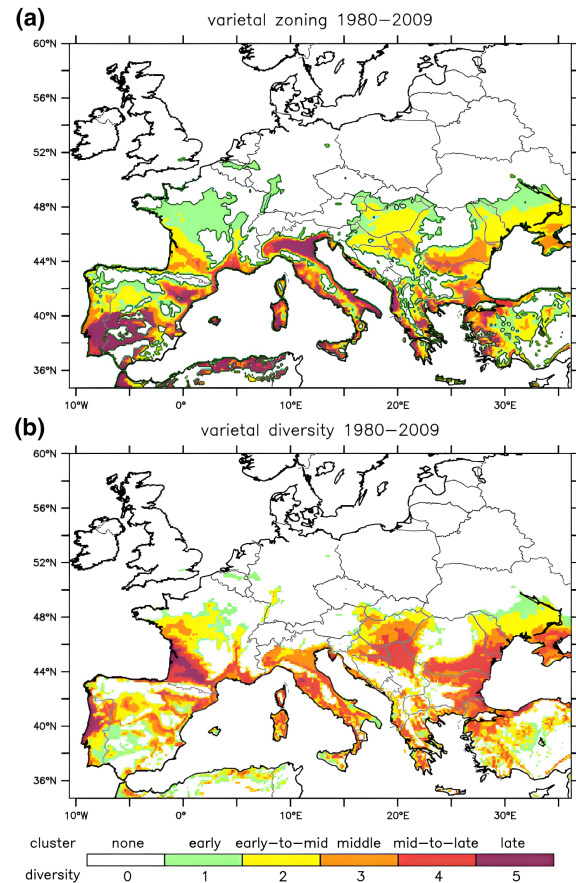 (a)
varietal zoning 1980−2009
60°N
56°N
52°N
48°N
44°N
40°N
36°N
10°W 0° 10°E 20°E 30°E
(b)
varietal diversity 1980−2009
60°N
56°N
52°N
48°N
44°N
40°N
36°N
10°W 0° 10°E 20°E 30°E
cluster none early early−to−mid middle mid−to−late late
diversity 0 1 2 3 4 5